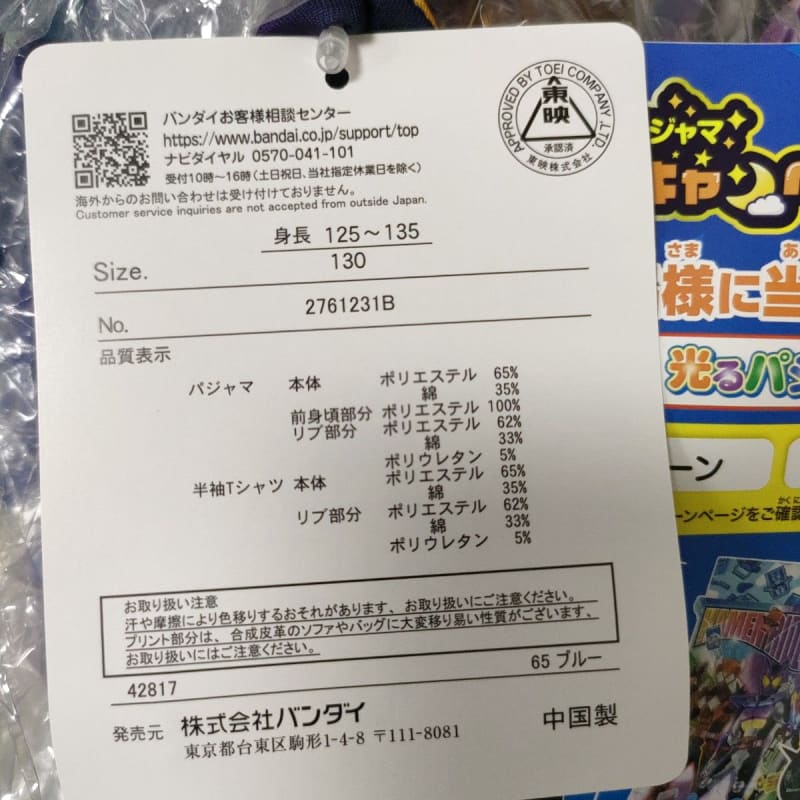 バンダイお客様相談センター
https://www.bandai.co.jp/support/top
ナビダイヤル 0570-041-101
受付10時～16時(土日祝日、当社指定休業日を除く)
海外からのお問い合わせは受け付けておりません。
Customer service inquiries are not accepted from outside Japan.
APPROVED BY TOEI COMPANY, LTD.
東映
承認済
東映株式会社
身長 125～135
Size. 130
No. 2761231B
品質表示
パジャマ 本体 ポリエステル 65%
綿 35%
前身頃部分 ポリエステル 100%
リブ部分 ポリエステル 62%
綿 33%
ポリウレタン 5%
半袖Tシャツ 本体 ポリエステル 65%
綿 35%
リブ部分 ポリエステル 62%
綿 33%
ポリウレタン 5%
お取り扱い注意
汗や摩擦により色移りするおそれがあります、お取り扱いにご注意ください。
プリント部分は、合成皮革のソファやバッグに大変移り易い性質がございます、
お取り扱いにはご注意ください。
42817 65 ブルー
発売元 株式会社バンダイ 中国製
東京都台東区駒形1-4-8 〒111-8081
ジャマ
キャン
さま あ
様に当
光るパジ
ーン
かくに
ーンページをご確認